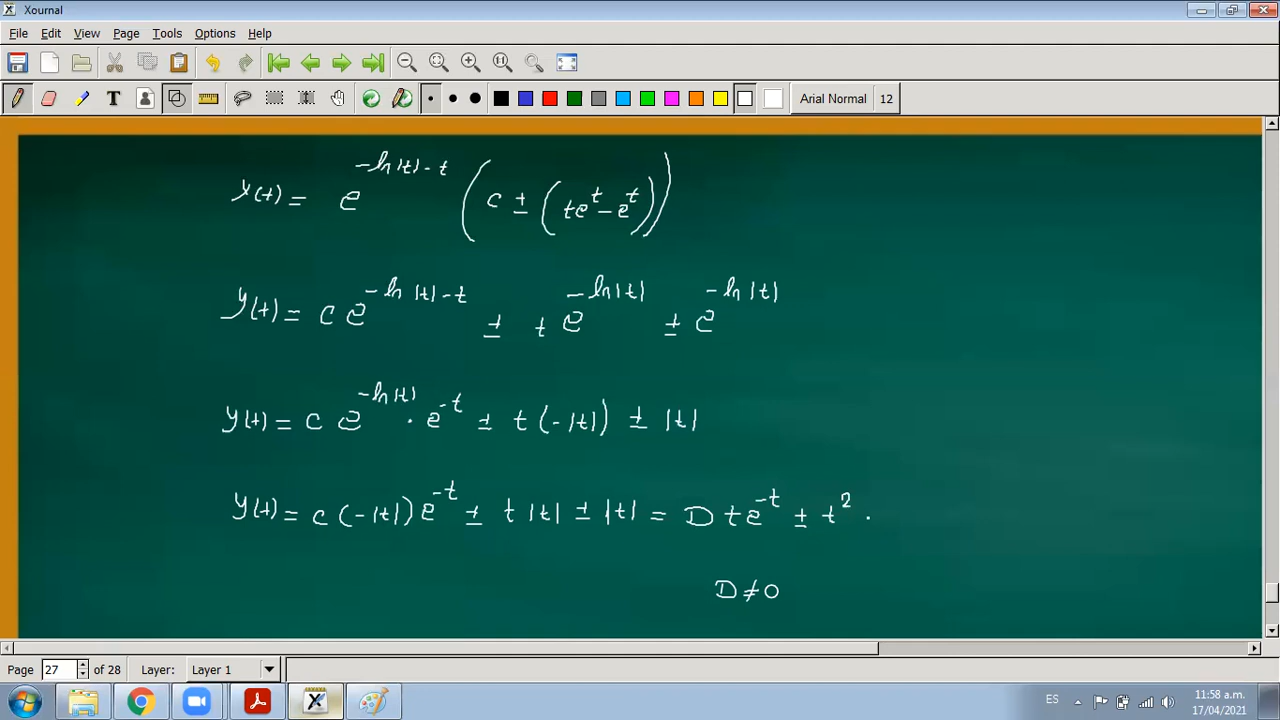 Xournal
File Edit View Page Tools Options Help
Arial Normal 12
y(t) = e^{-ln|t|-t} (c ± (te^t - e^t))
y(t) = c e^{-ln|t|-t} ± t e^{-ln|t|} ± e^{-ln|t|}
y(t) = c e^{-ln|t|} · e^{-t} ± t(-|t|) ± |t|
y(t) = c(-|t|)e^{-t} ± t|t| ± |t| = D t e^{-t} ± t^2.
D ≠ 0
Page 27 of 28 Layer: Layer 1
ES 11:58 a.m.
17/04/2021